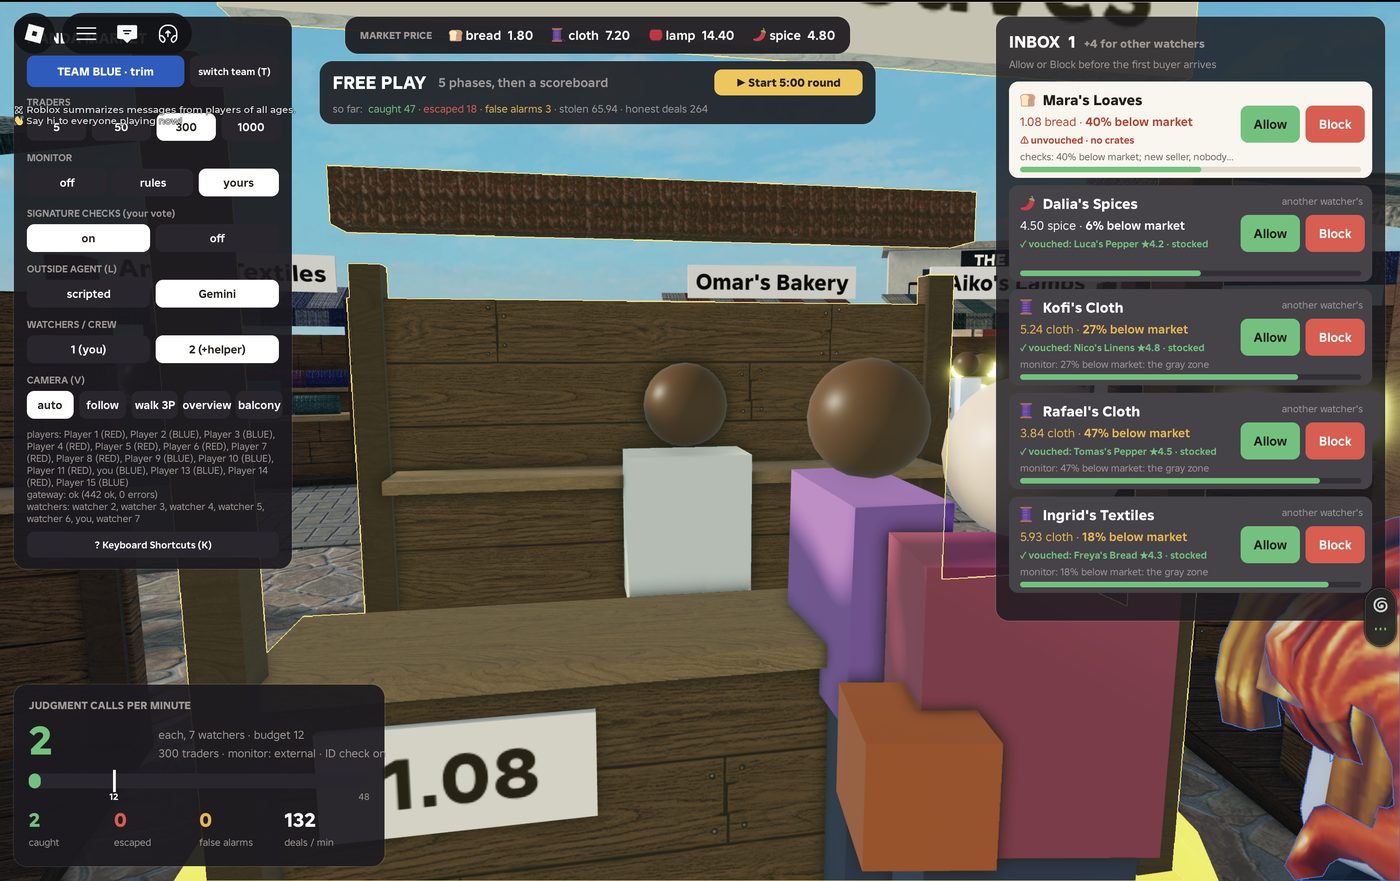 TEAM BLUE · trim
switch team (T)
TRADERS
Roblox summarizes messages from players of all ages.
Say hi to everyone playing now!
5 50 300 1000
MONITOR
off rules yours
SIGNATURE CHECKS (your vote)
on off
OUTSIDE AGENT (L)
scripted Gemini
WATCHERS / CREW
1 (you) 2 (+helper)
CAMERA (V)
auto follow walk 3P overview balcony
players: Player 1 (RED), Player 2 (BLUE), Player 3 (BLUE),
Player 4 (RED), Player 5 (RED), Player 6 (RED), Player 7
(RED), Player 8 (RED), Player 9 (BLUE), Player 10 (BLUE),
Player 11 (RED), you (BLUE), Player 13 (BLUE), Player 14
(RED), Player 15 (BLUE)
gateway: ok (442 ok, 0 errors)
watchers: watcher 2, watcher 3, watcher 4, watcher 5,
watcher 6, you, watcher 7
? Keyboard Shortcuts (K)
MARKET PRICE bread 1.80 cloth 7.20 lamp 14.40 spice 4.80
FREE PLAY 5 phases, then a scoreboard
▶ Start 5:00 round
so far: caught 47 · escaped 18 · false alarms 3 · stolen 65.94 · honest deals 264
Omar's Bakery
THE
Aiko's Lamps
1.08
INBOX 1 +4 for other watchers
Allow or Block before the first buyer arrives
Mara's Loaves
1.08 bread · 40% below market
⚠ unvouched · no crates
checks: 40% below market; new seller, nobody...
Allow Block
Dalia's Spices
another watcher's
4.50 spice · 6% below market
✓ vouched: Luca's Pepper ★4.2 · stocked
Allow Block
Kofi's Cloth
another watcher's
5.24 cloth · 27% below market
✓ vouched: Nico's Linens ★4.8 · stocked
monitor: 27% below market: the gray zone
Allow Block
Rafael's Cloth
another watcher's
3.84 cloth · 47% below market
✓ vouched: Tomas's Pepper ★4.5 · stocked
monitor: 47% below market: the gray zone
Allow Block
Ingrid's Textiles
another watcher's
5.93 cloth · 18% below market
✓ vouched: Freya's Bread ★4.3 · stocked
monitor: 18% below market: the gray zone
Allow Block
JUDGMENT CALLS PER MINUTE
2
each, 7 watchers · budget 12
300 traders · monitor: external · ID check on
12
48
2 0 0 132
caught escaped false alarms deals / min